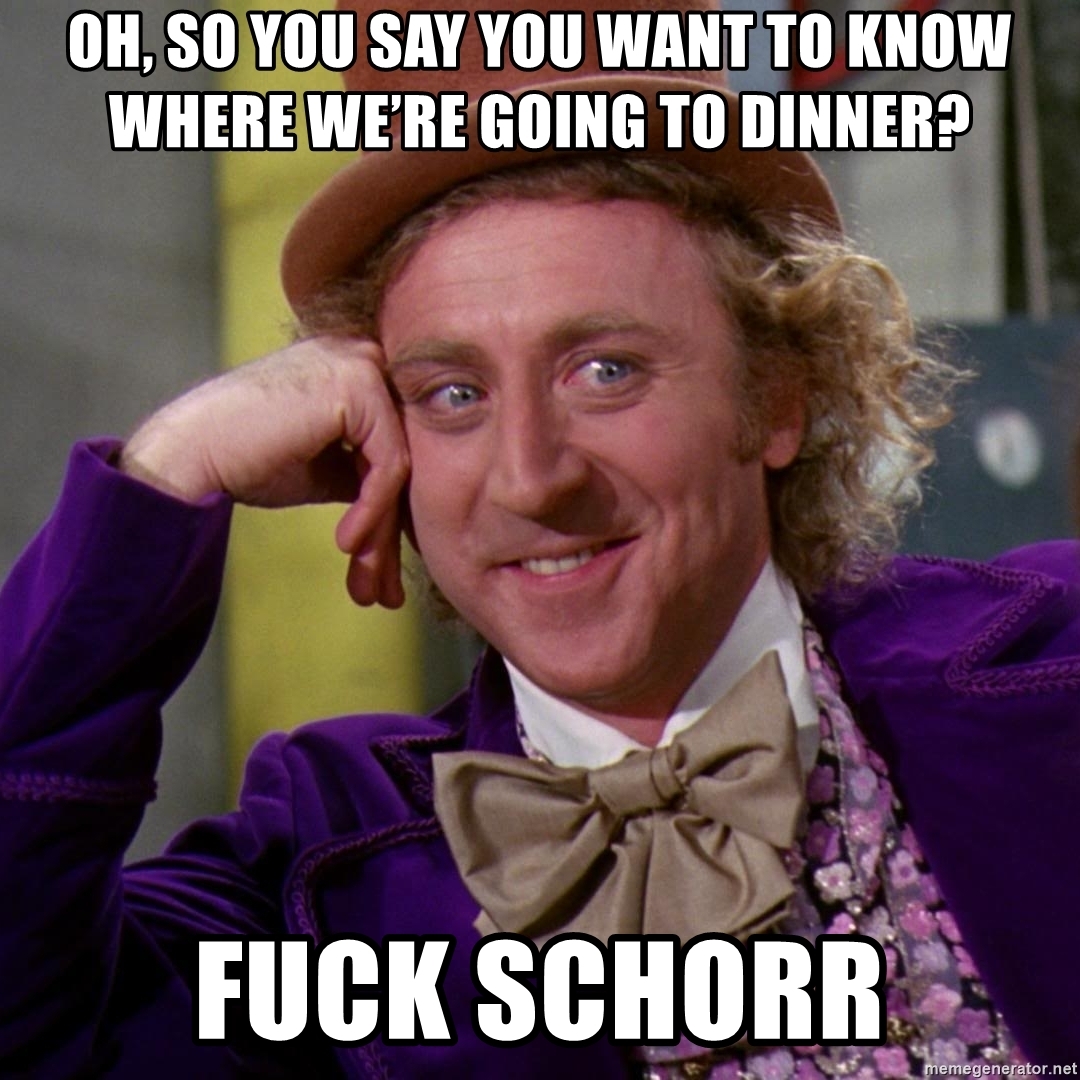 OH, SO YOU SAY YOU WANT TO KNOW
WHERE WE’RE GOING TO DINNER?
FUCK SCHORR
memegenerator.net